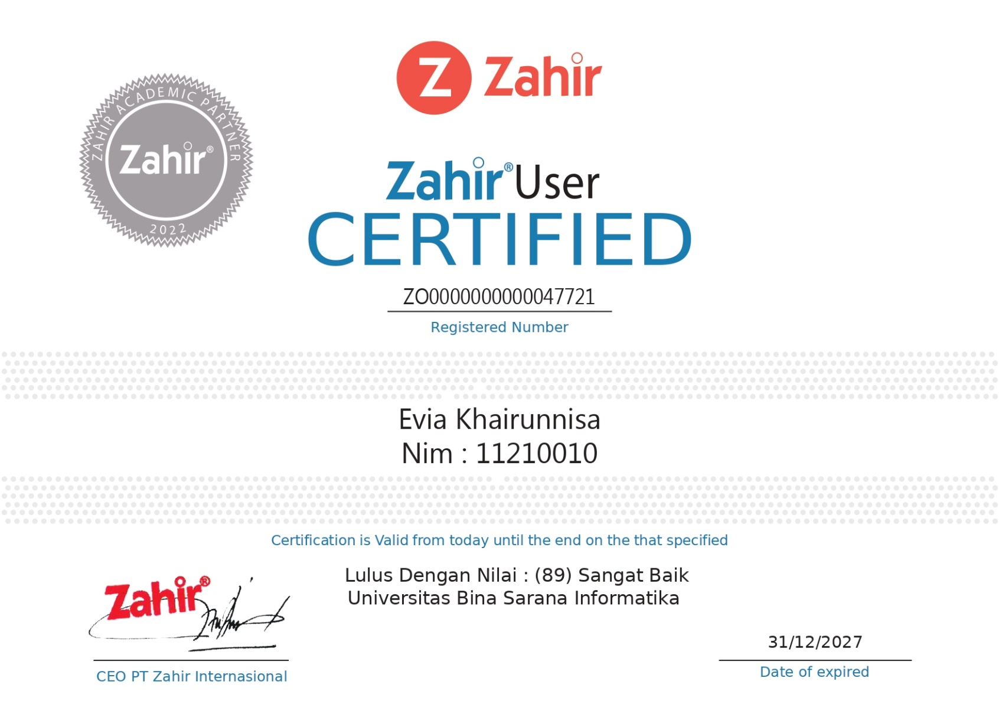 Z Zahir
ZAHIR ACADEMIC PARTNER
Zahir®
2022
Zahir® User
CERTIFIED
ZO0000000000047721
Registered Number
Evia Khairunnisa
Nim : 11210010
Certification is Valid from today until the end on the that specified
Lulus Dengan Nilai : (89) Sangat Baik
Universitas Bina Sarana Informatika
Zahir®
CEO PT Zahir Internasional
31/12/2027
Date of expired